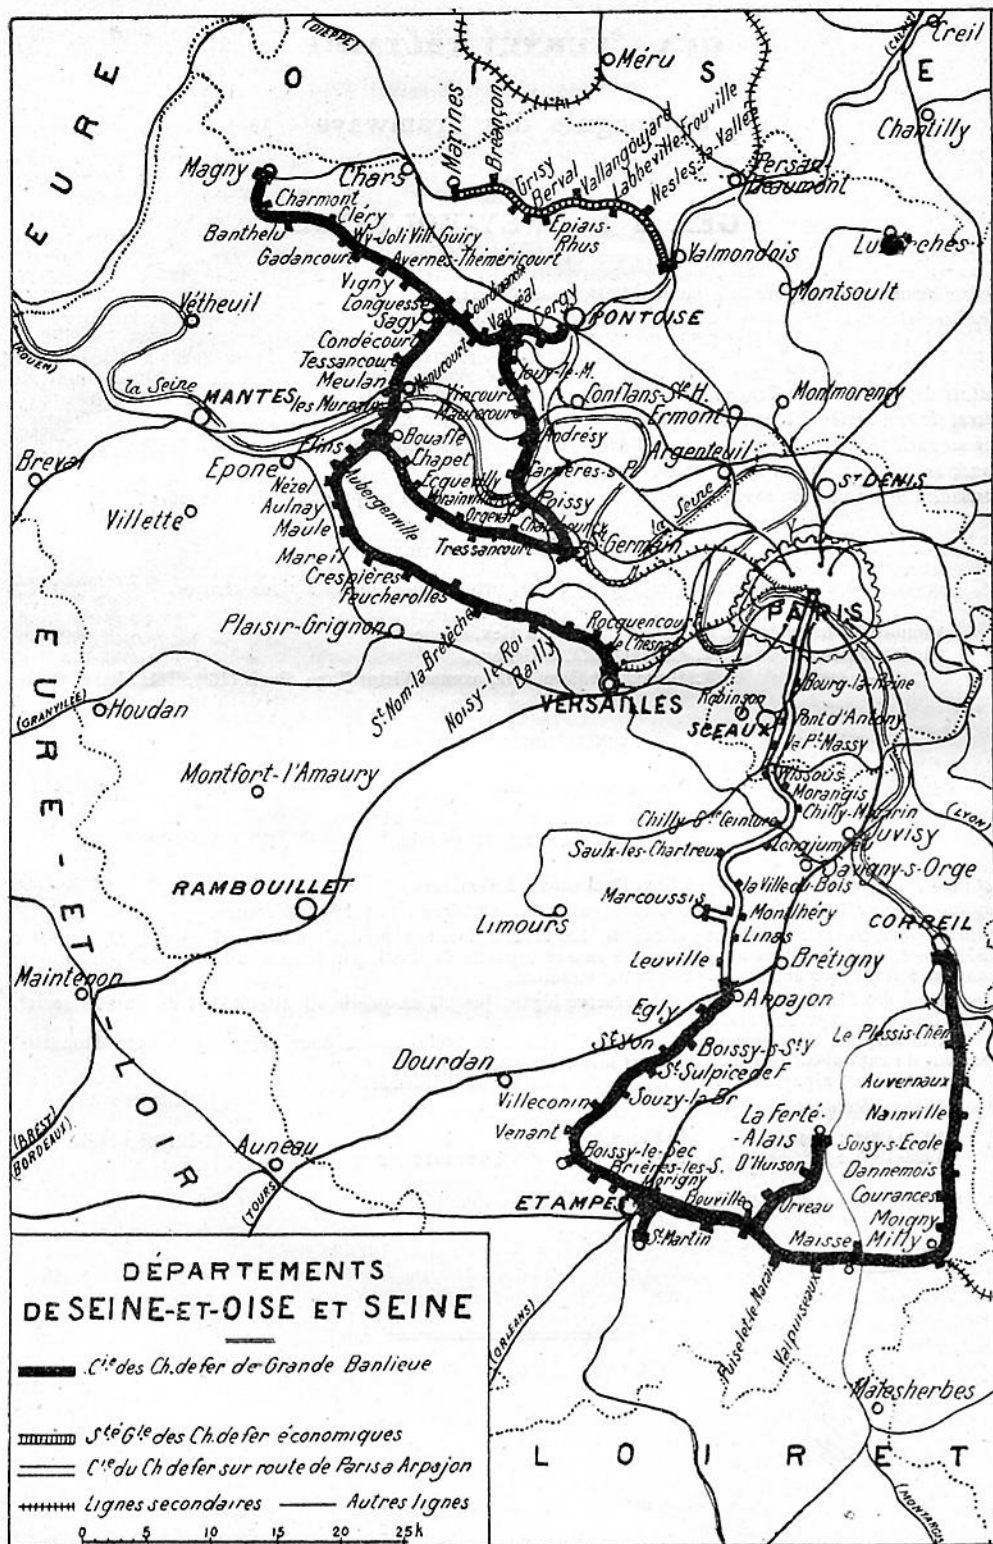 EURE
OISE
(DIEPPE)
(CALAIS)
Creil
Méru
Chantilly
Marines
Bréançon
Grisy
Berval
Vallangoujard
Labbeville
Frouville
Nesles-la-Vallée
Persan
Beaumont
Magny
Chars
Charmont
Cléry
Banthelu
Wy-Joli Vill.
Gadancourt
Avernes-Théméricourt
Epiais-
Rhus
Valmondois
Luzarches
Montsoult
Vigny
Longuesse
Sagy
Courdimanche
Vauréal
Cergy
PONTOISE
Vétheuil
(ROUEN)
Condécourt
Tessancourt
Meulan
les Mureaux
Menucourt
Jouy-le-M.
Vincourt
Maurecourt
Conflans-Ste H.
Ermont
Montmorency
la Seine
MANTES
Andrésy
Argenteuil
Breval
Epone
Flins
Bouafle
Chapet
Ecquevilly
Morainvilliers
Orgeval
Carrières-s-P.
Poissy
la Seine
St DENIS
Nézel
Aulnay
Aubergenville
Villette
Maule
Chambourcy
Tressancourt
St Germain
Mareil
Crespières
Feucherolles
PARIS
Plaisir-Grignon
St Nom-la-Bretèche
Noisy-le-Roi
Bailly
Rocquencourt
le Chesnay
VERSAILLES
(GRANVILLE)
Houdan
Robinson
SCEAUX
Bourg-la-Reine
Pont d'Antony
le Pt Massy
Wissous
Morangis
Chilly-Mazarin
Montfort-l'Amaury
Chilly-Gde Ceinture
Juvisy
(LYON)
Saulx-les-Chartreux
Longjumeau
Savigny-s-Orge
EURE-ET-LOIR
RAMBOUILLET
la Ville du Bois
Marcoussis
Montlhéry
Limours
Linas
CORBEIL
Leuville
Brétigny
Maintenon
Arpajon
Egly
St Yon
Boissy-s-St Y
Le Plessis-Chen
Dourdan
St Sulpice de F
Auvernaux
Souzy-la Br
Villeconin
La Ferté-
Alais
Nainville
Venant
Soisy-Ecole
(BREST)
(BORDEAUX)
Auneau
Boissy-le-Sec
Brières-les-S.
Morigny
D'Huison
Dannemois
(TOURS)
ETAMPES
Bouville
Orveau
Courances
Moigny
St Martin
Maisse
Milly
Puiselet-le Marais
Valpuiseaux
(ORLEANS)
Malesherbes
LOIRET
(MONTARGIS)
DÉPARTEMENTS
DE SEINE-ET-OISE ET SEINE
Cie des Ch. de fer de Grande Banlieue
Sté Gle des Ch. de fer économiques
Cie du Ch de fer sur route de Paris a Arpajon
Lignes secondaires
Autres lignes
0 5 10 15 20 25k